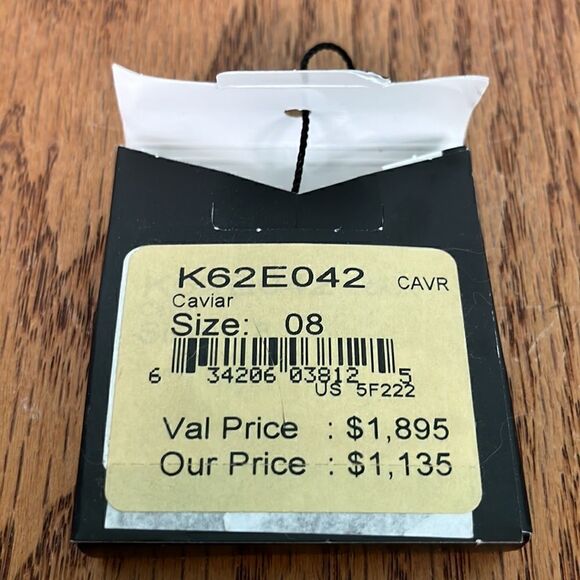 K62E042 CAVR
Caviar
Size: 08
6 34206 03812 5
US 5F222
Val Price : $1,895
Our Price : $1,135